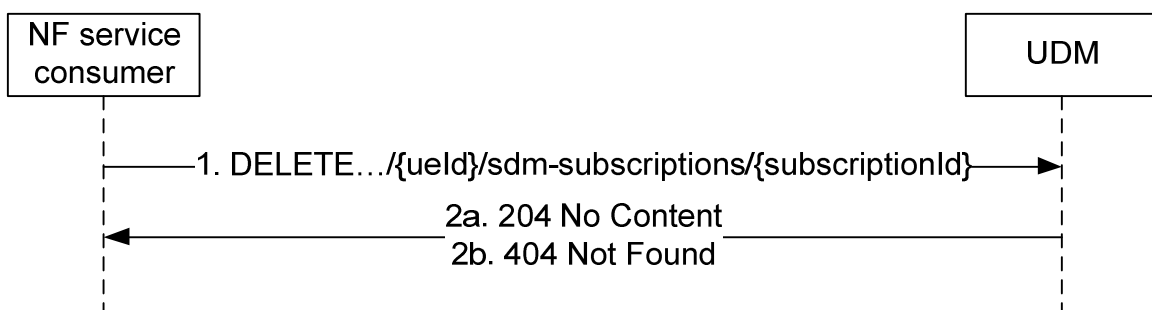 NF service
consumer
UDM
1. DELETE…/{ueId}/sdm-subscriptions/{subscriptionId}
2a. 204 No Content
2b. 404 Not Found